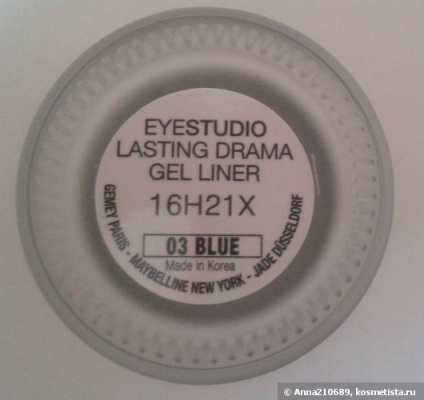 EYESTUDIO
LASTING DRAMA
GEL LINER
16H21X
03 BLUE
Made in Korea
GEMEY PARIS - MAYBELLINE NEW YORK - JADE DÜSSELDORF
© Anna210689, kosmetista.ru